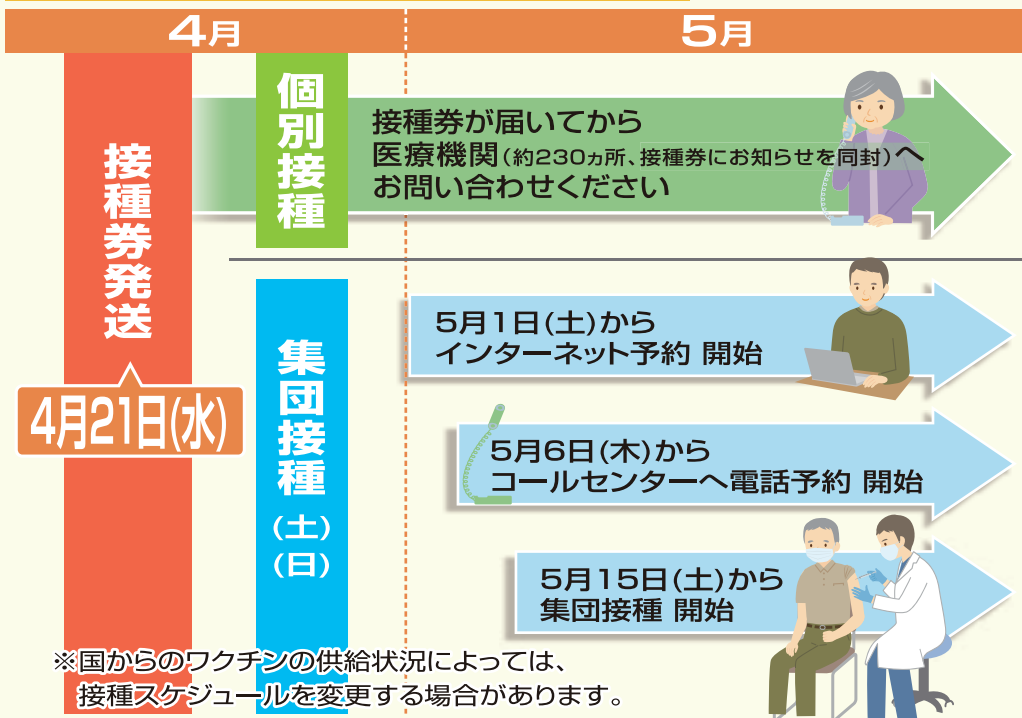 4月
5月
接種券発送
4月21日(水)
個別接種
接種券が届いてから
医療機関(約230ヵ所、接種券にお知らせを同封)へ
お問い合わせください
集団接種
(土)
(日)
5月1日(土)から
インターネット予約 開始
5月6日(木)から
コールセンターへ電話予約 開始
5月15日(土)から
集団接種 開始
※国からのワクチンの供給状況によっては、
接種スケジュールを変更する場合があります。